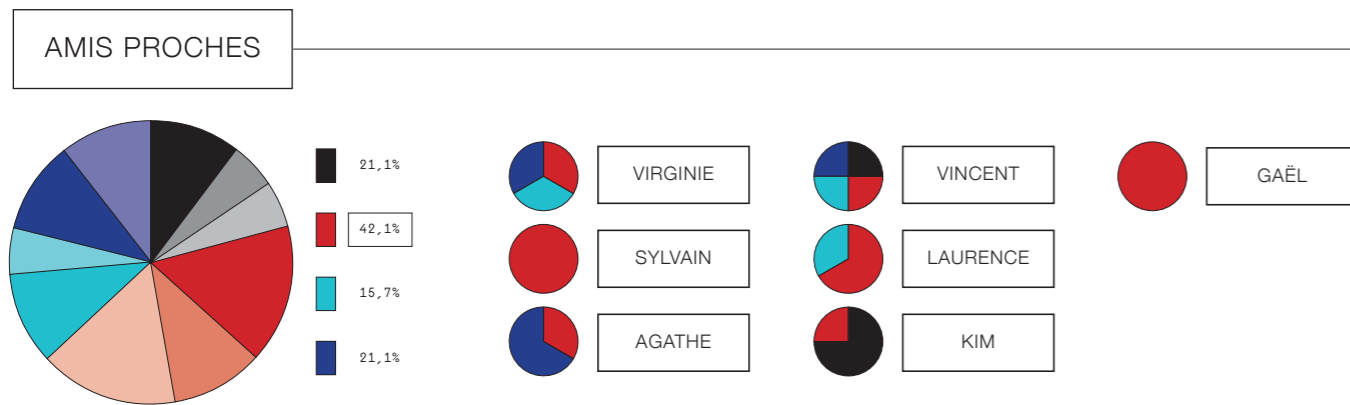 AMIS PROCHES
21,1%
42,1%
15,7%
21,1%
VIRGINIE
SYLVAIN
AGATHE
VINCENT
LAURENCE
KIM
GAËL